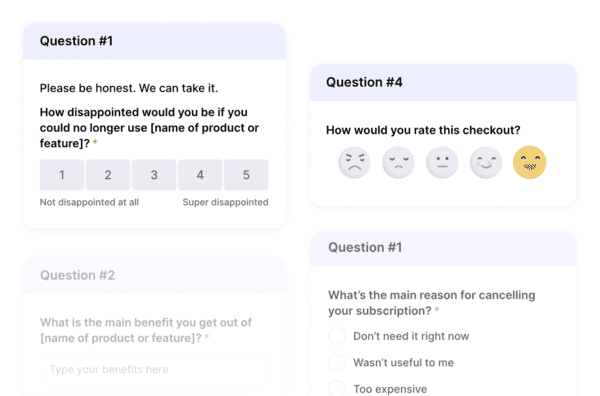 Question #1
Please be honest. We can take it.
How disappointed would you be if you
could no longer use [name of product or
feature]? *
1 2 3 4 5
Not disappointed at all Super disappointed
Question #2
What is the main benefit you get out of
[name of product or feature]? *
Type your benefits here
Question #4
How would you rate this checkout?
Question #1
What's the main reason for cancelling
your subscription? *
Don't need it right now
Wasn't useful to me
Too expensive